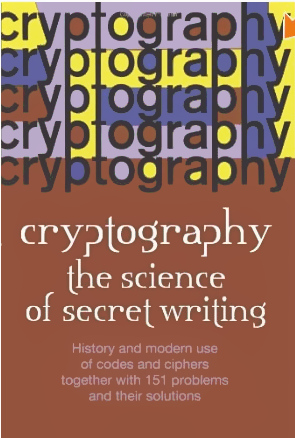 cryptography
cryptography
cryptography
cryptography
cryptography
cryptography
the science
of secret writing
History and modern use
of codes and ciphers
together with 151 problems
and their solutions